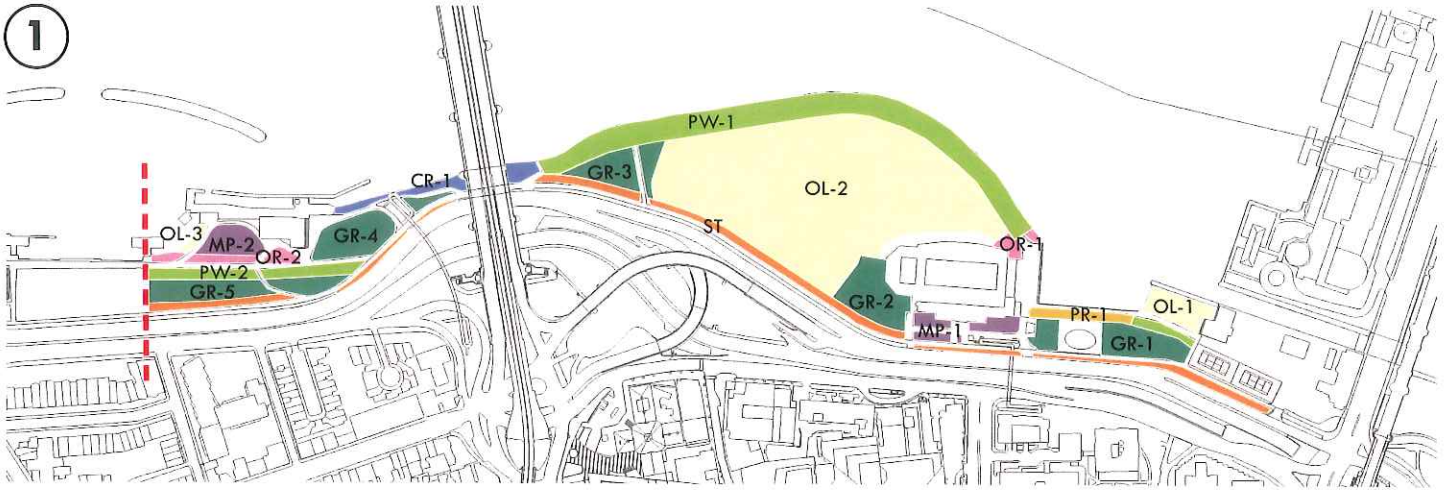 1
PW-1
CR-1
GR-3
OL-2
OL-3
MP-2
OR-2
GR-4
ST
OR-1
PW-2
GR-5
GR-2
MP-1
PR-1
OL-1
GR-1